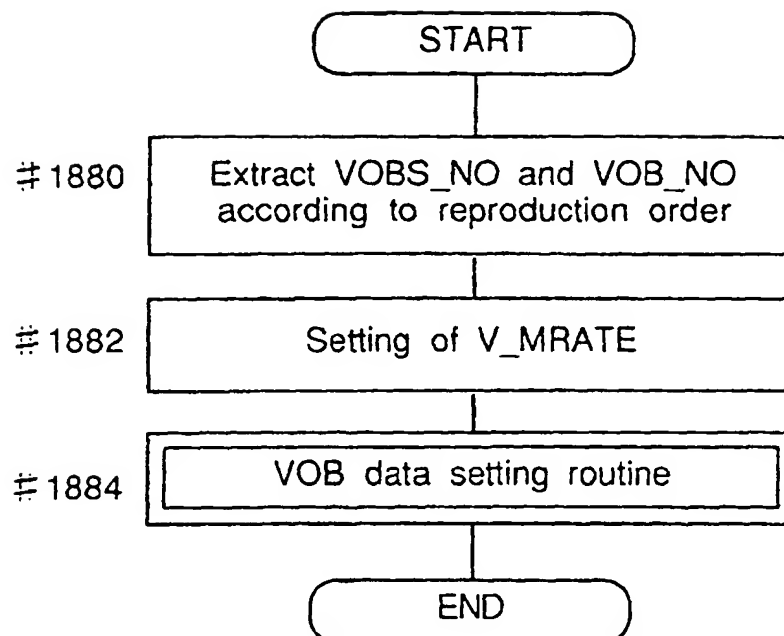 START
#1880
Extract VOBS_NO and VOB_NO
according to reproduction order
#1882
Setting of V_MRATE
#1884
VOB data setting routine
END